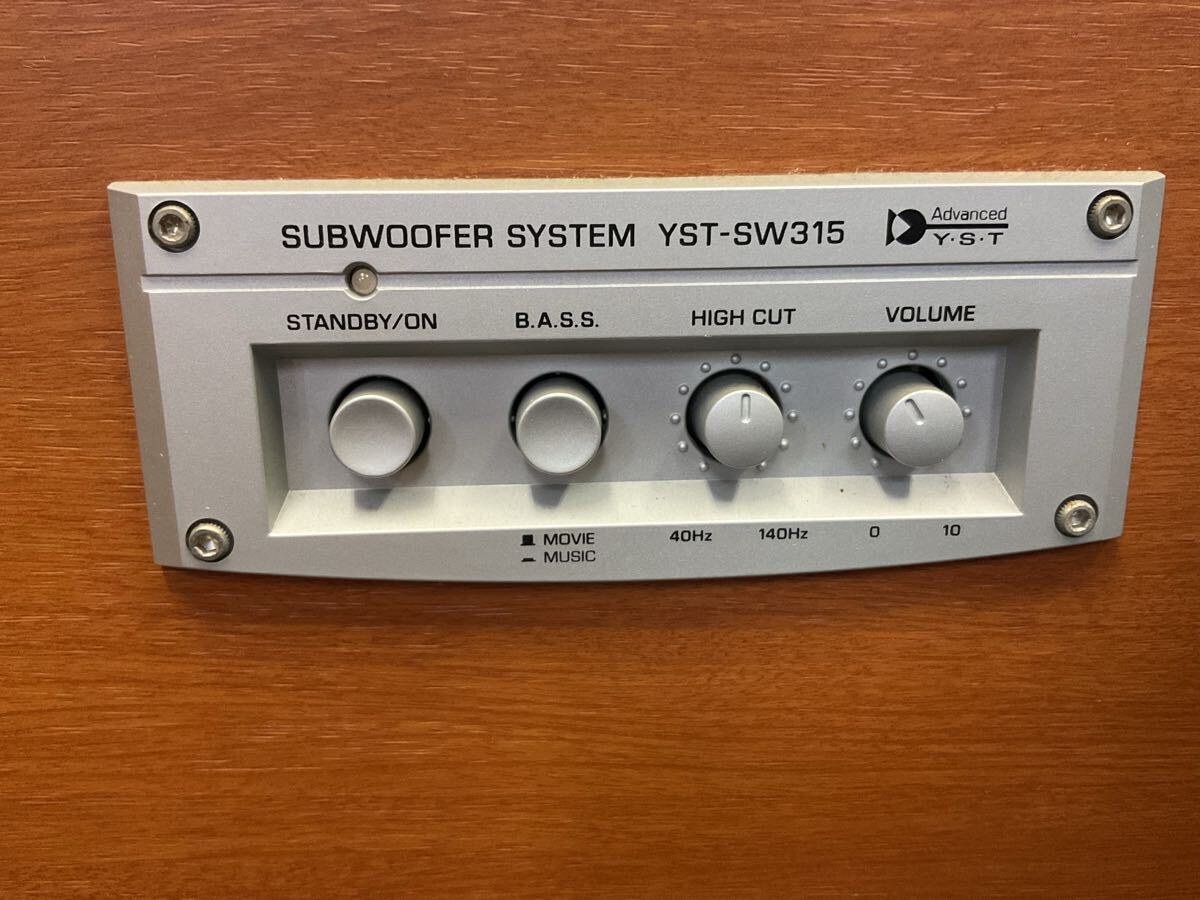 SUBWOOFER SYSTEM YST-SW315
Advanced
Y·S·T
STANDBY/ON B.A.S.S. HIGH CUT VOLUME
MOVIE
MUSIC
40Hz 140Hz 0 10